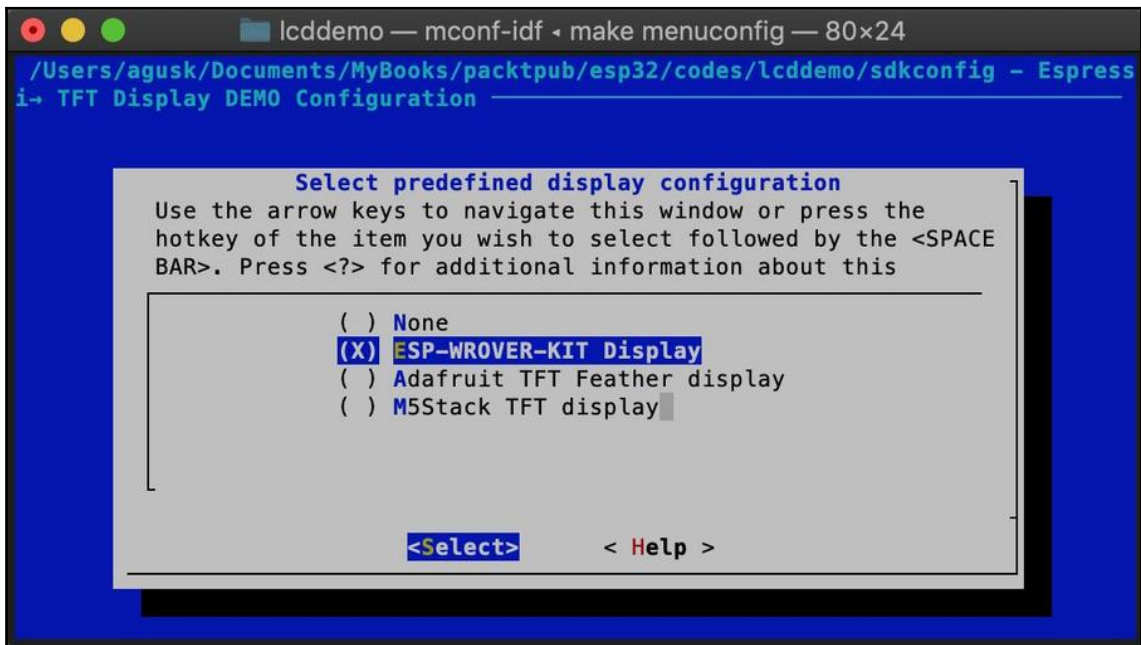 lcddemo — mconf-idf ◂ make menuconfig — 80×24
/Users/agusk/Documents/MyBooks/packtpub/esp32/codes/lcddemo/sdkconfig – Espress
i→ TFT Display DEMO Configuration
Select predefined display configuration
Use the arrow keys to navigate this window or press the
hotkey of the item you wish to select followed by the <SPACE
BAR>. Press <?> for additional information about this
( ) None
(X) ESP–WROVER–KIT Display
( ) Adafruit TFT Feather display
( ) M5Stack TFT display
<Select> < Help >